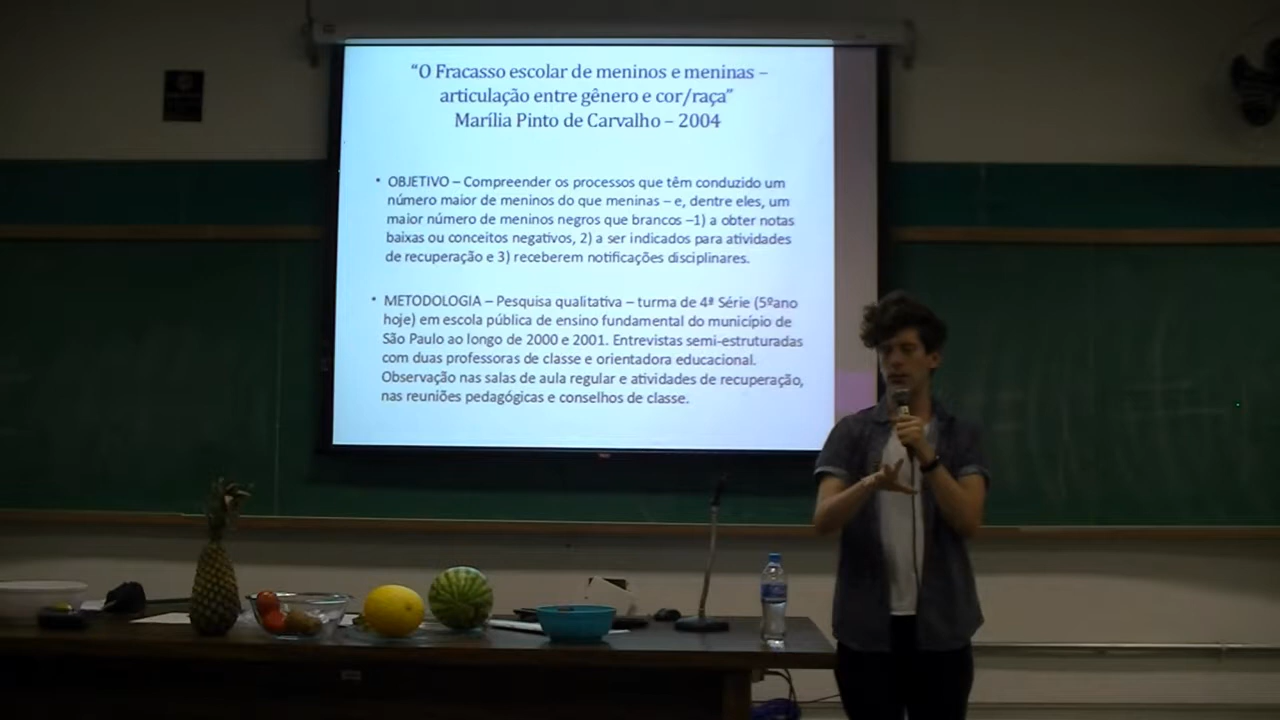 “O Fracasso escolar de meninos e meninas –
articulação entre gênero e cor/raça”
Marília Pinto de Carvalho – 2004
• OBJETIVO – Compreender os processos que têm conduzido um
número maior de meninos do que meninas – e, dentre eles, um
maior número de meninos negros que brancos –1) a obter notas
baixas ou conceitos negativos, 2) a ser indicados para atividades
de recuperação e 3) receberem notificações disciplinares.
• METODOLOGIA – Pesquisa qualitativa – turma de 4ª Série (5ºano
hoje) em escola pública de ensino fundamental do município de
São Paulo ao longo de 2000 e 2001. Entrevistas semi-estruturadas
com duas professoras de classe e orientadora educacional.
Observação nas salas de aula regular e atividades de recuperação,
nas reuniões pedagógicas e conselhos de classe.